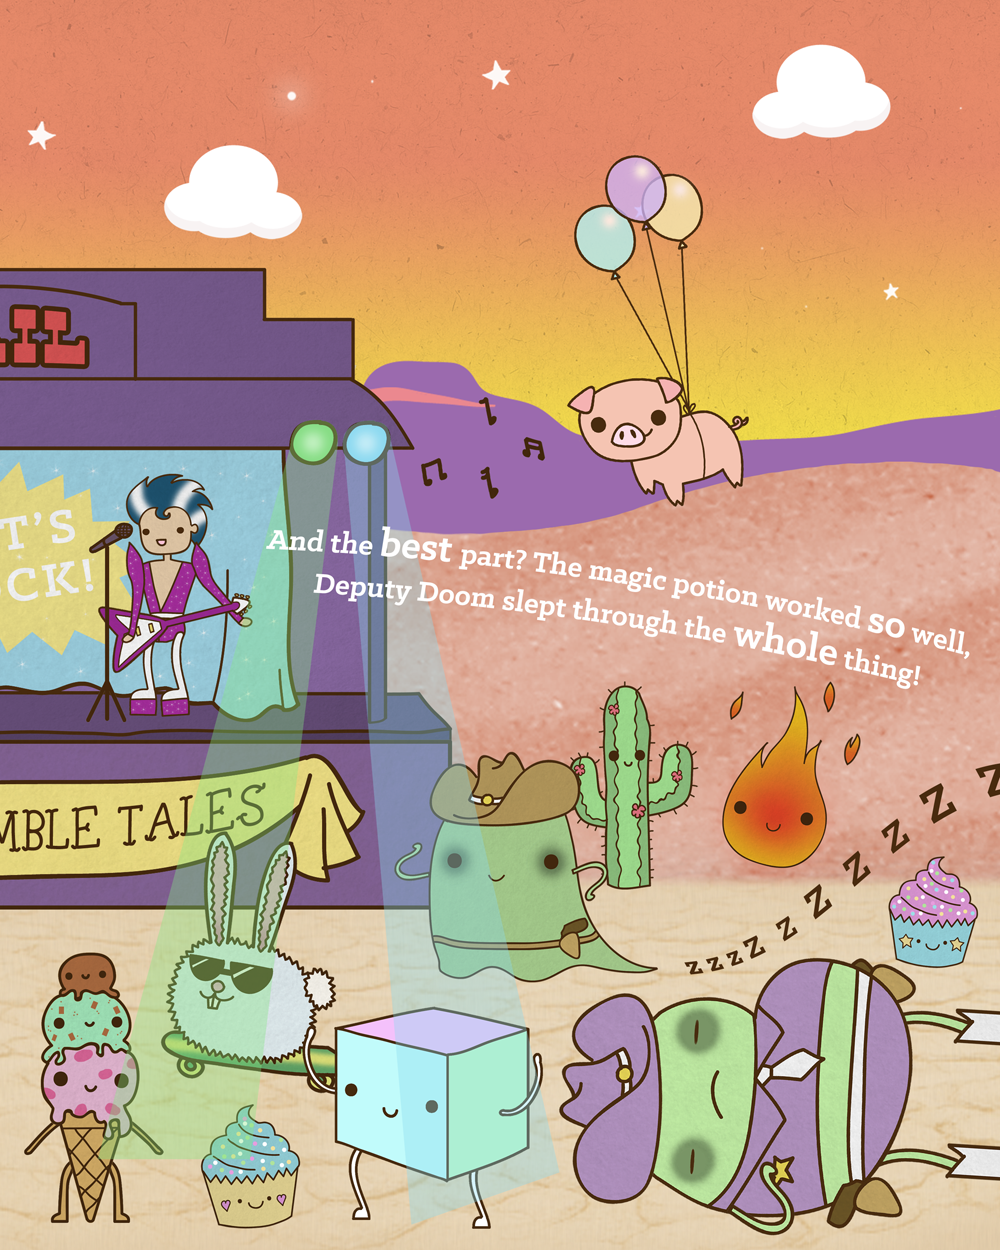 IL
T'S
CK!
And the best part? The magic potion worked so well,
Deputy Doom slept through the whole thing!
MBLE TALES
z z z z Z Z Z Z Z Z Z